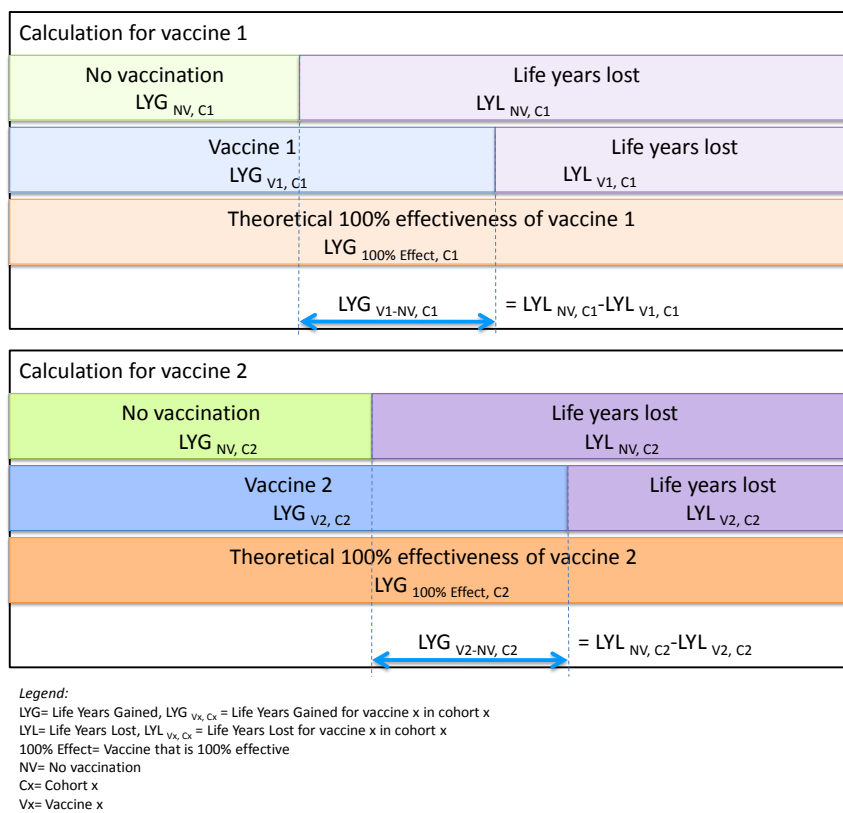 Calculation for vaccine 1
No vaccination Life years lost
LYG NV, C1 LYL NV, C1
Vaccine 1 Life years lost
LYG V1, C1 LYL V1, C1
Theoretical 100% effectiveness of vaccine 1
LYG 100% Effect, C1
LYG V1-NV, C1 = LYL NV, C1-LYL V1, C1
Calculation for vaccine 2
No vaccination Life years lost
LYG NV, C2 LYL NV, C2
Vaccine 2 Life years lost
LYG V2, C2 LYL V2, C2
Theoretical 100% effectiveness of vaccine 2
LYG 100% Effect, C2
LYG V2-NV, C2 = LYL NV, C2-LYL V2, C2
Legend:
LYG= Life Years Gained, LYG Vx, Cx = Life Years Gained for vaccine x in cohort x
LYL= Life Years Lost, LYL Vx, Cx = Life Years Lost for vaccine x in cohort x
100% Effect= Vaccine that is 100% effective
NV= No vaccination
Cx= Cohort x
Vx= Vaccine x